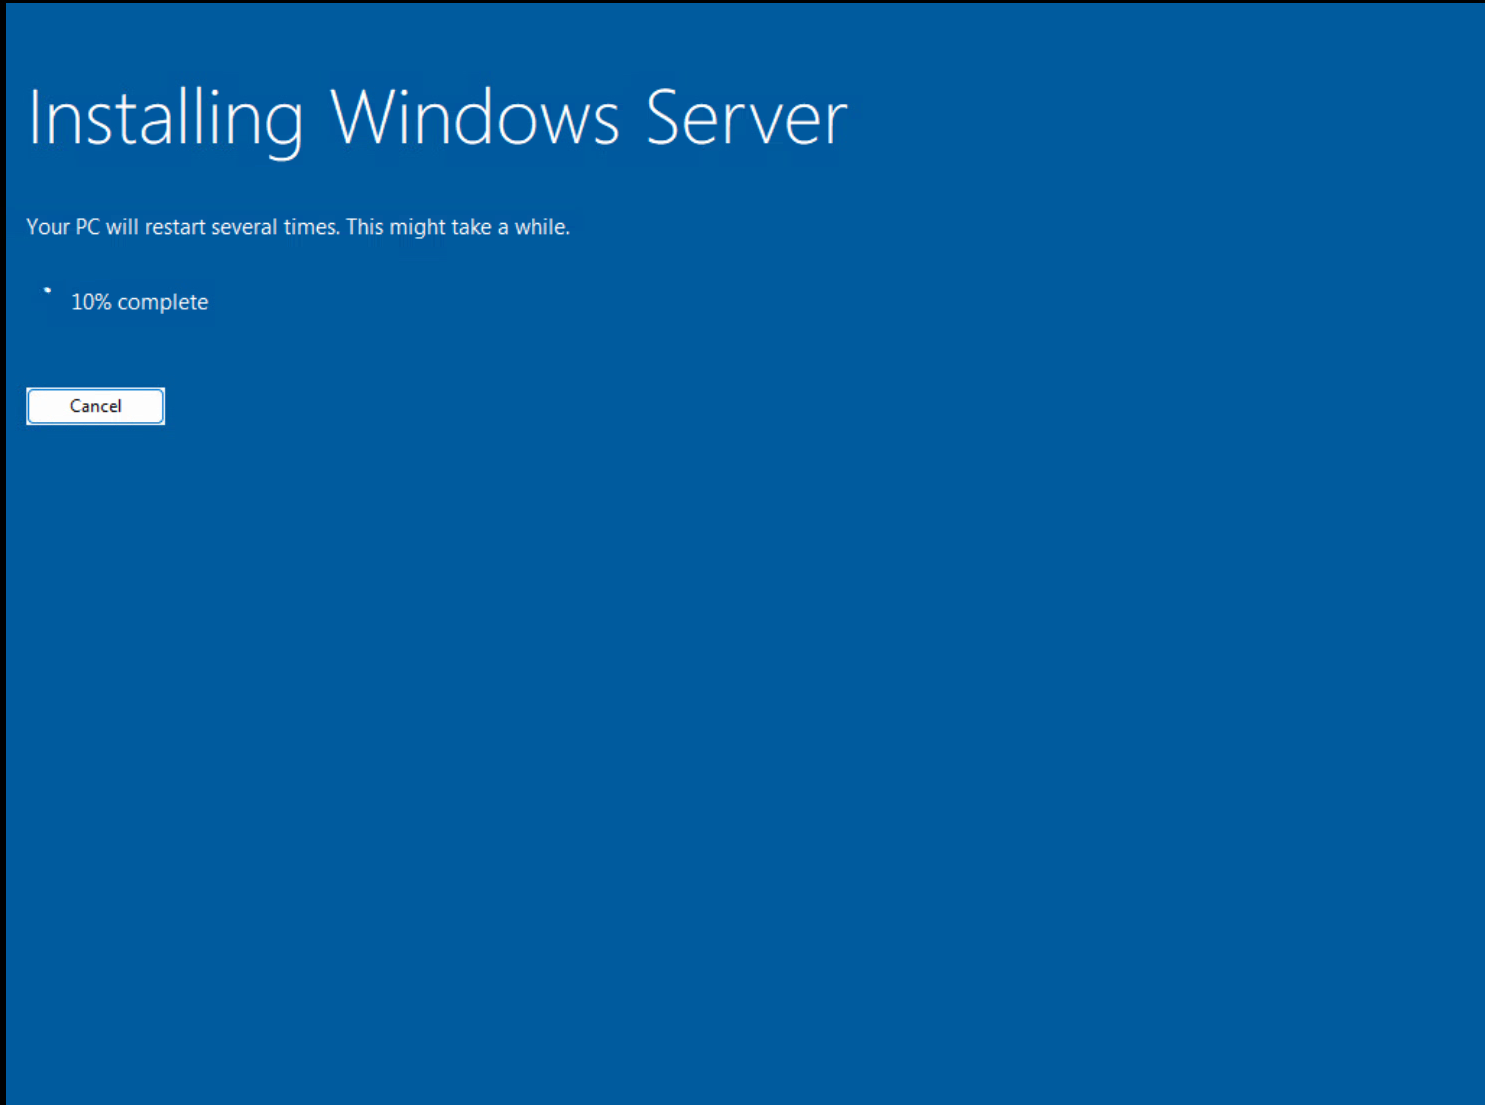 Installing Windows Server
Your PC will restart several times. This might take a while.
10% complete
Cancel